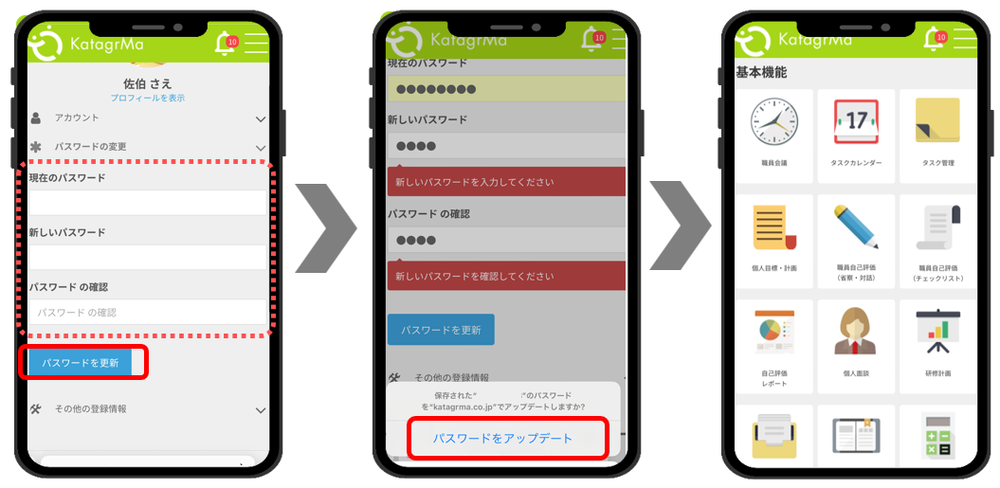 KatagrMa
10
佐伯 さえ
プロフィールを表示
アカウント
パスワードの変更
現在のパスワード
新しいパスワード
パスワード の確認
パスワード の確認
パスワードを更新
その他の登録情報
KatagrMa
10
現在のパスワード
新しいパスワード
新しいパスワードを入力してください
パスワード の確認
新しいパスワードを確認してください
パスワードを更新
その他の登録情報
保存された“ ”のパスワード
を“katagrma.co.jp”でアップデートしますか?
パスワードをアップデート
KatagrMa
10
基本機能
職員会議
17
タスクカレンダー
タスク管理
個人目標・計画
職員自己評価
（省察・対話）
職員自己評価
（チェックリスト）
自己評価
レポート
個人面談
研修計画